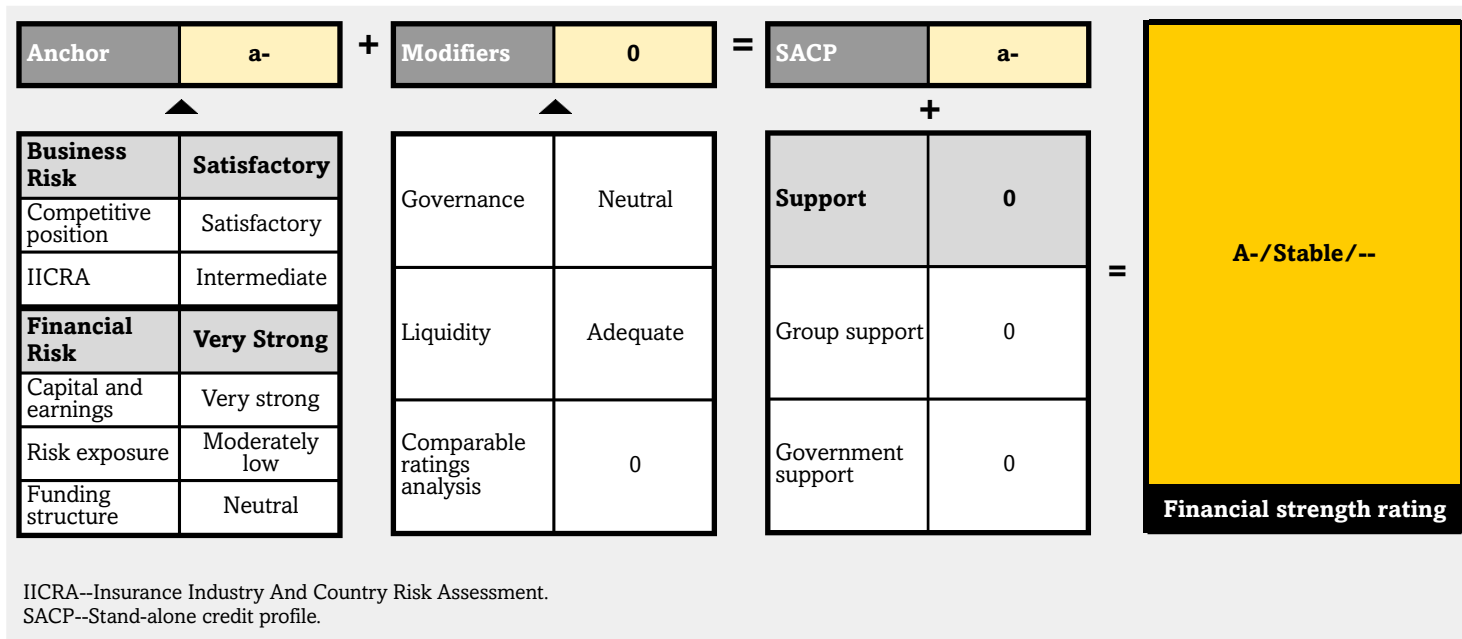 Anchor a- + Modifiers 0 = SACP a-
+
Business
Risk
Satisfactory
Competitive
position
Satisfactory
IICRA Intermediate
Financial
Risk
Very Strong
Capital and
earnings
Very strong
Risk exposure
Moderately
low
Funding
structure
Neutral
Governance Neutral
Liquidity Adequate
Comparable
ratings
analysis
0
Support 0
Group support 0
Government
support
0
=
A-/Stable/--
Financial strength rating
IICRA--Insurance Industry And Country Risk Assessment.
SACP--Stand-alone credit profile.